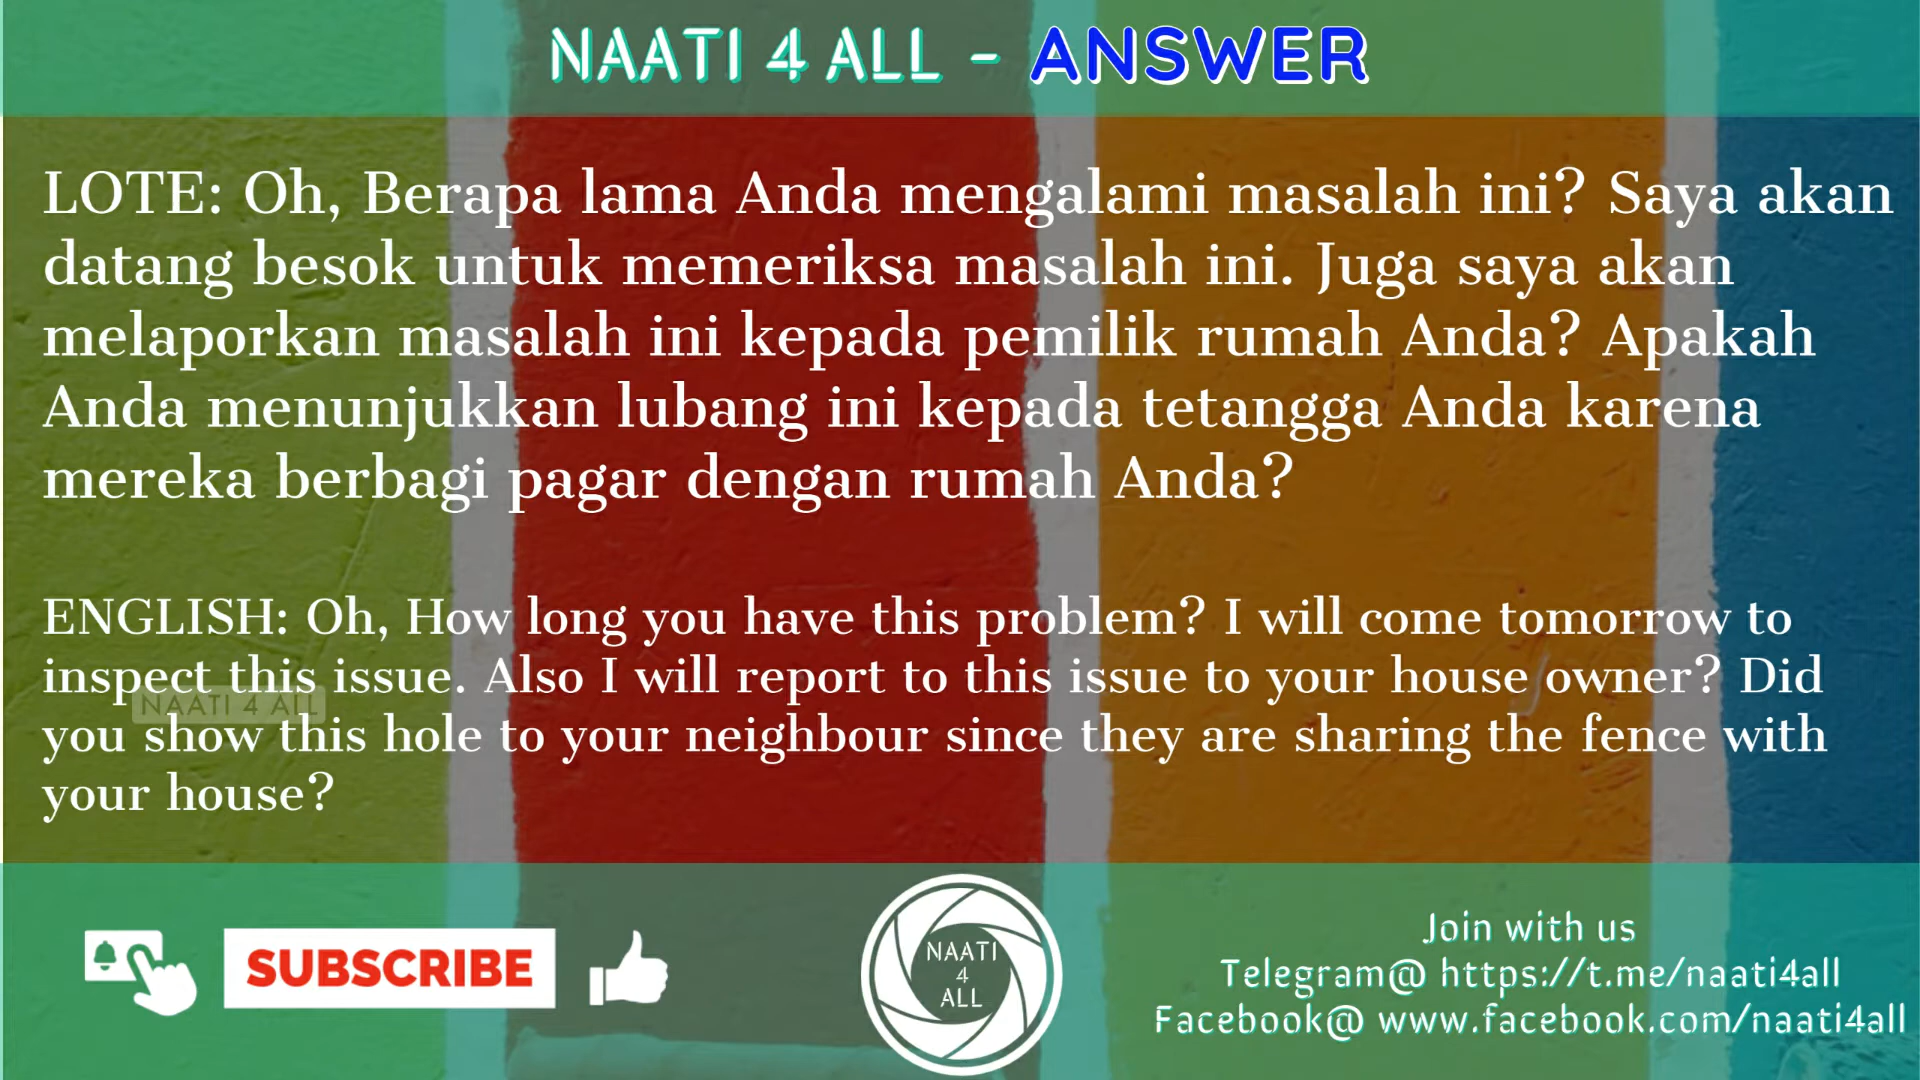 NAATI 4 ALL - ANSWER
LOTE: Oh, Berapa lama Anda mengalami masalah ini? Saya akan
datang besok untuk memeriksa masalah ini. Juga saya akan
melaporkan masalah ini kepada pemilik rumah Anda? Apakah
Anda menunjukkan lubang ini kepada tetangga Anda karena
mereka berbagi pagar dengan rumah Anda?
ENGLISH: Oh, How long you have this problem? I will come tomorrow to
inspect this issue. Also I will report to this issue to your house owner? Did
NAATI 4 ALL
you show this hole to your neighbour since they are sharing the fence with
your house?
SUBSCRIBE
NAATI
4
ALL
Join with us
Telegram@ https://t.me/naati4all
Facebook@ www.facebook.com/naati4all